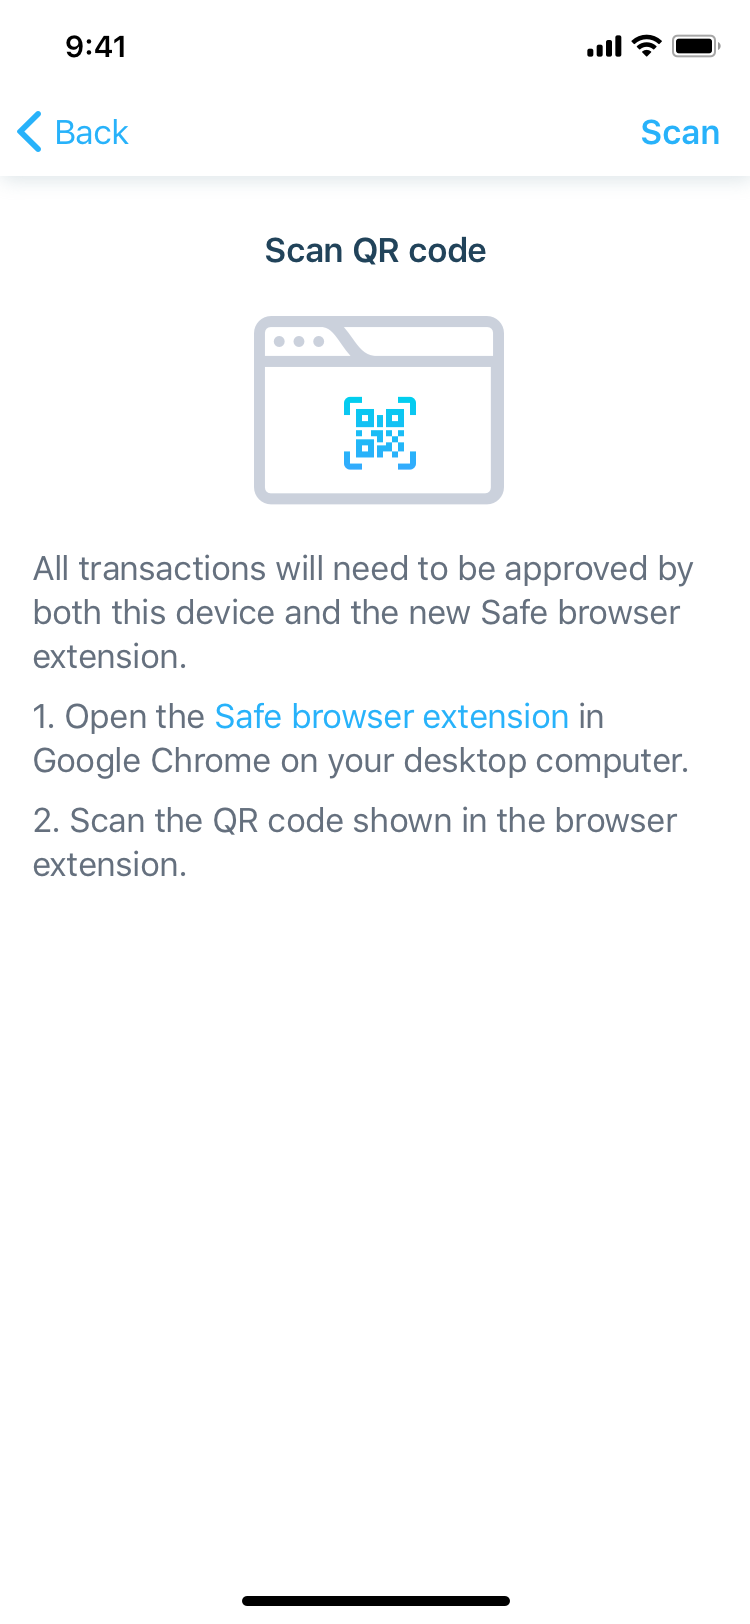 9:41
Back
Scan
Scan QR code
All transactions will need to be approved by
both this device and the new Safe browser
extension.
1. Open the Safe browser extension in
Google Chrome on your desktop computer.
2. Scan the QR code shown in the browser
extension.